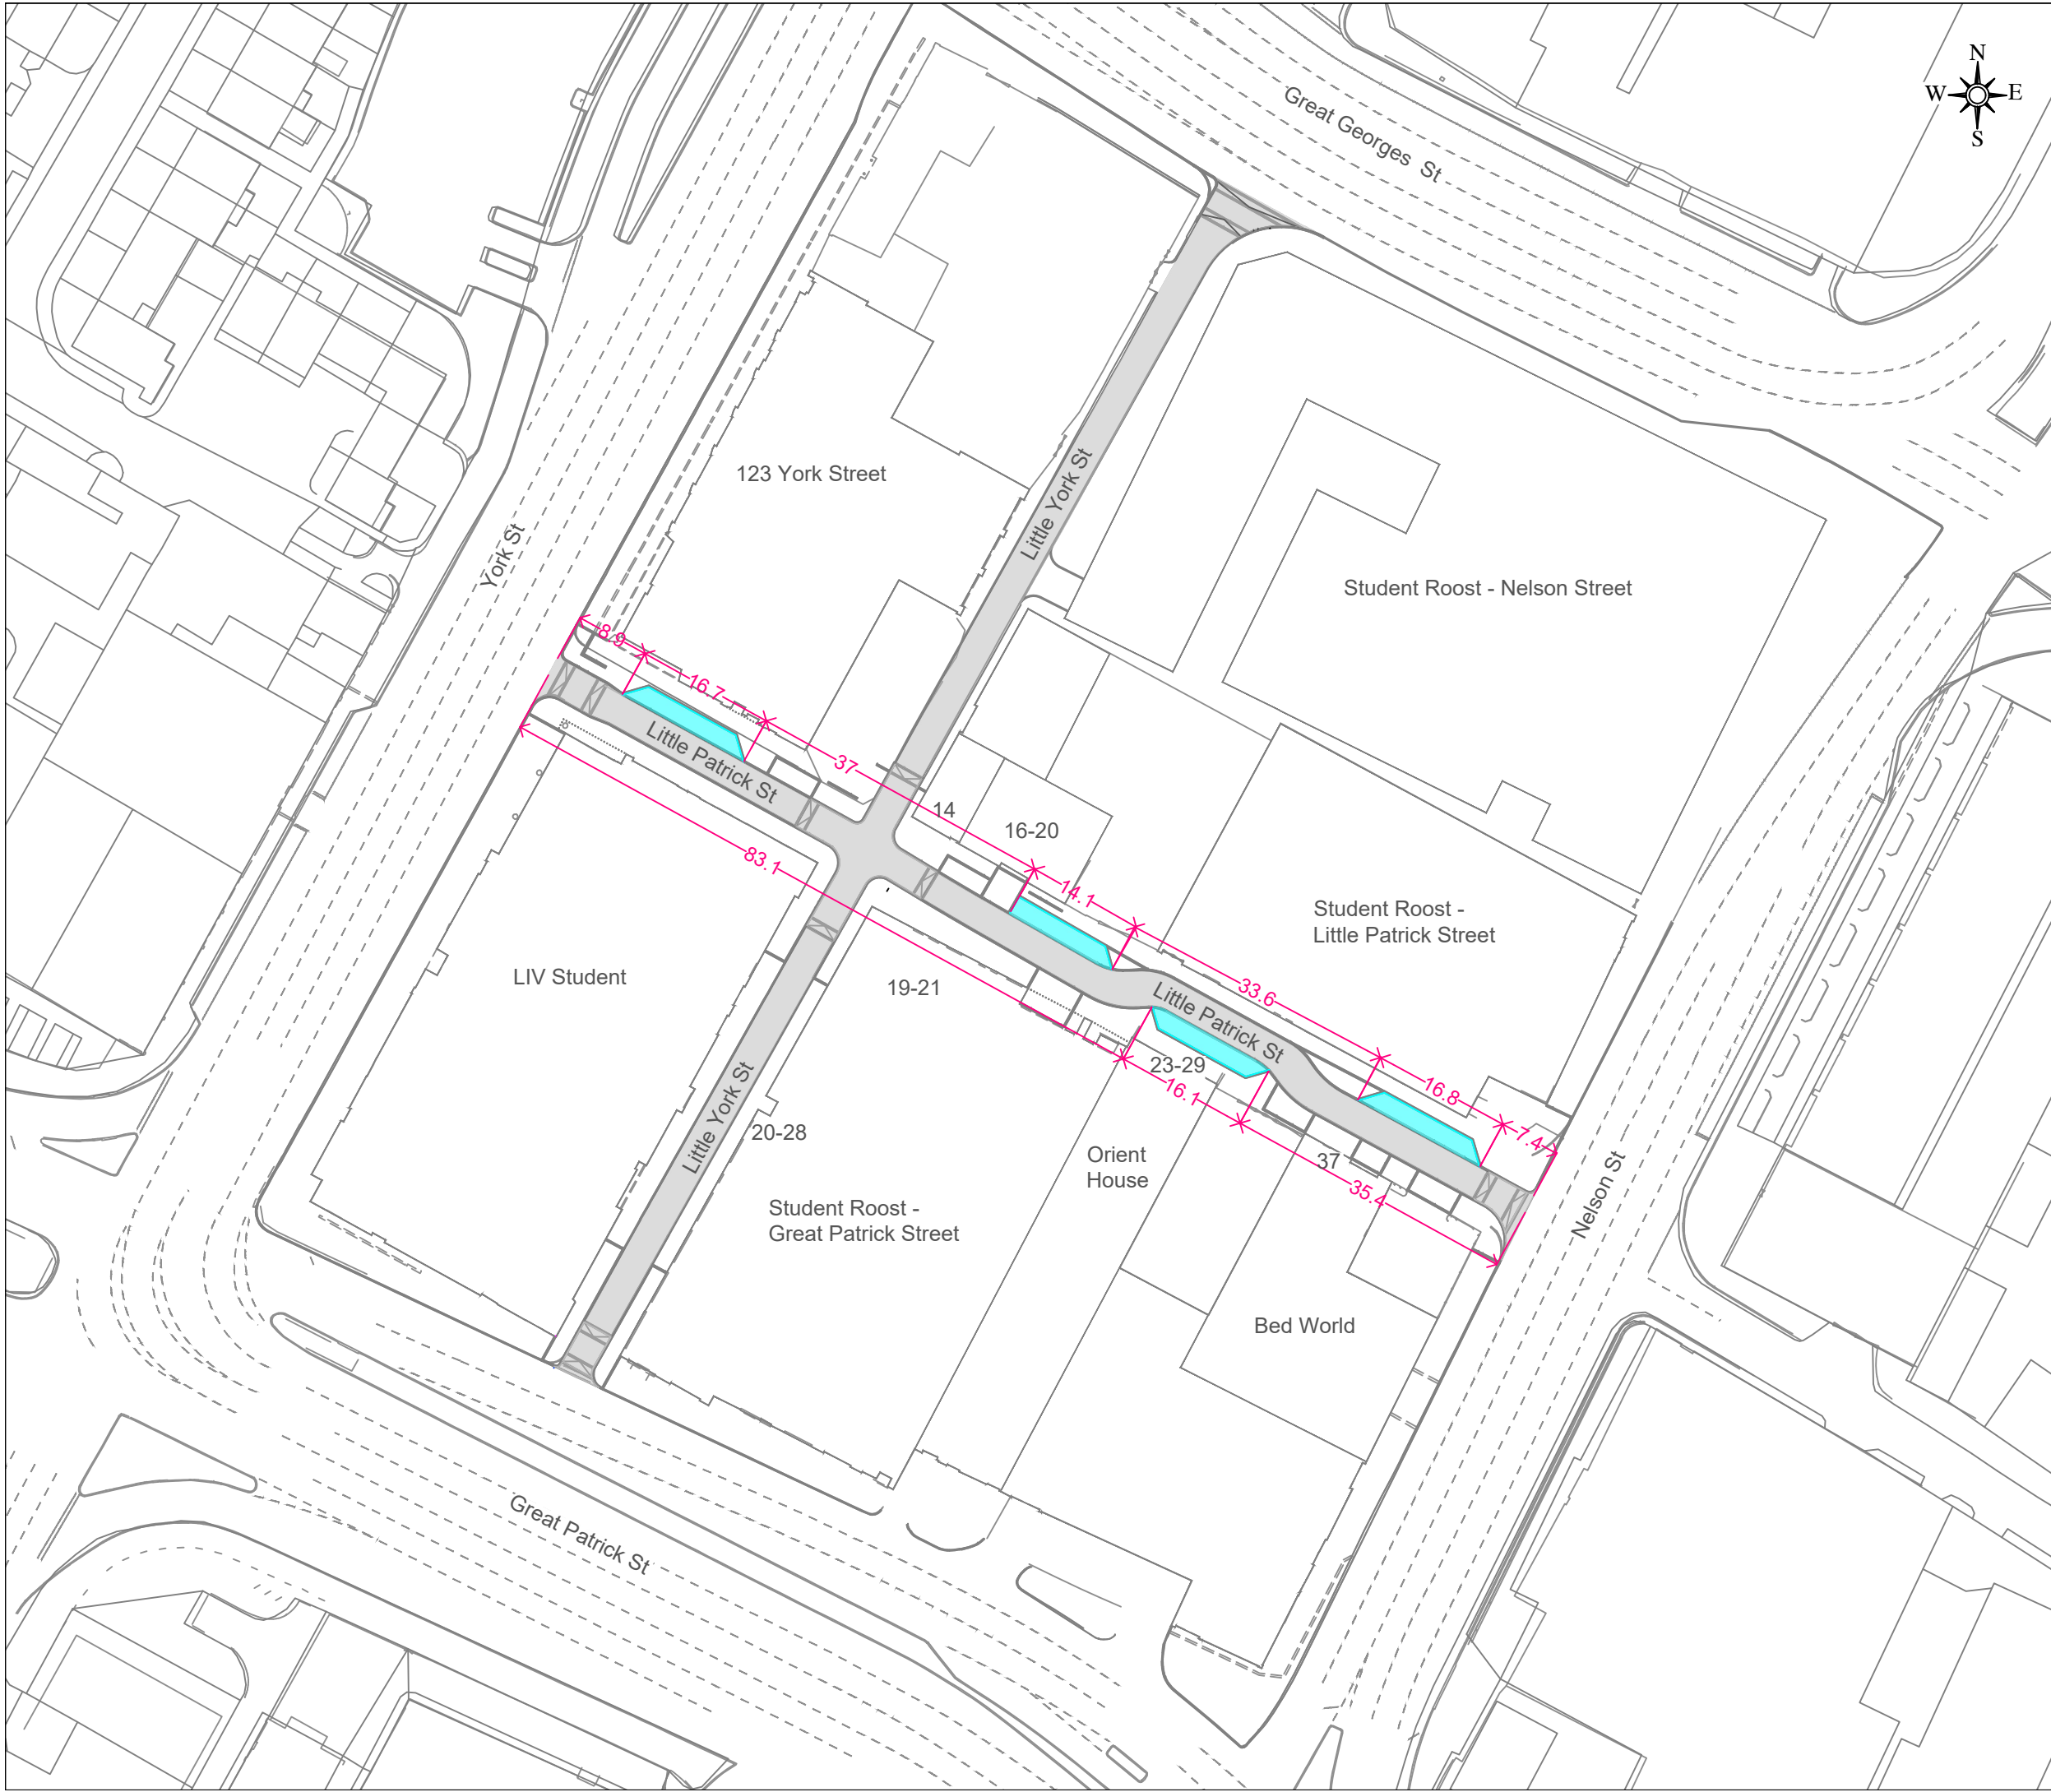 N
W E
S
Great Georges St
123 York Street
Little York St
York St
Student Roost - Nelson Street
8.9
16.7
Little Patrick St
37
14
16-20
83.1
14.1
Student Roost -
Little Patrick Street
LIV Student
19-21
33.6
Little Patrick St
23-29
16.1
16.8
7.4
Little York St
20-28
Orient
House
37
35.4
Nelson St
Student Roost -
Great Patrick Street
Bed World
Great Patrick St